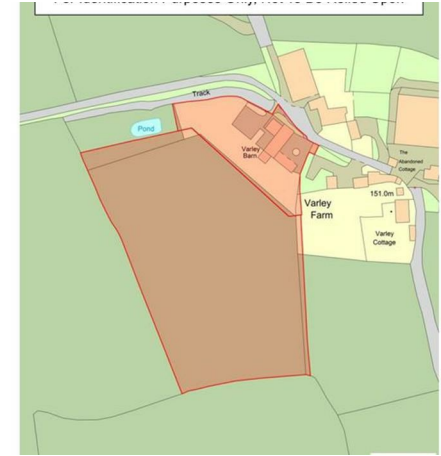 For Identification Purposes Only, Not To Be Relied Upon
Track
Pond
Varley
Barn
The
Abandoned
Cottage
151.0m
Varley
Farm
Varley
Cottage